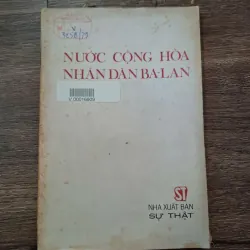 NƯỚC CỘNG HÒA
NHÂN DÂN BA-LAN
ST
NHÀ XUẤT BẢN
SỰ THẬT